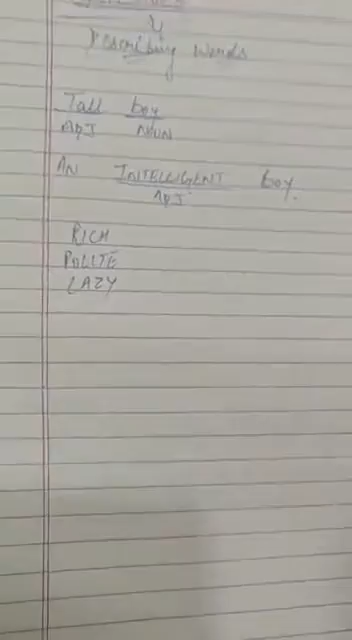 Describing Words
Tall boy
ADJ NOUN
AN INTELLIGENT boy.
ADJ
RICH
POLITE
LAZY